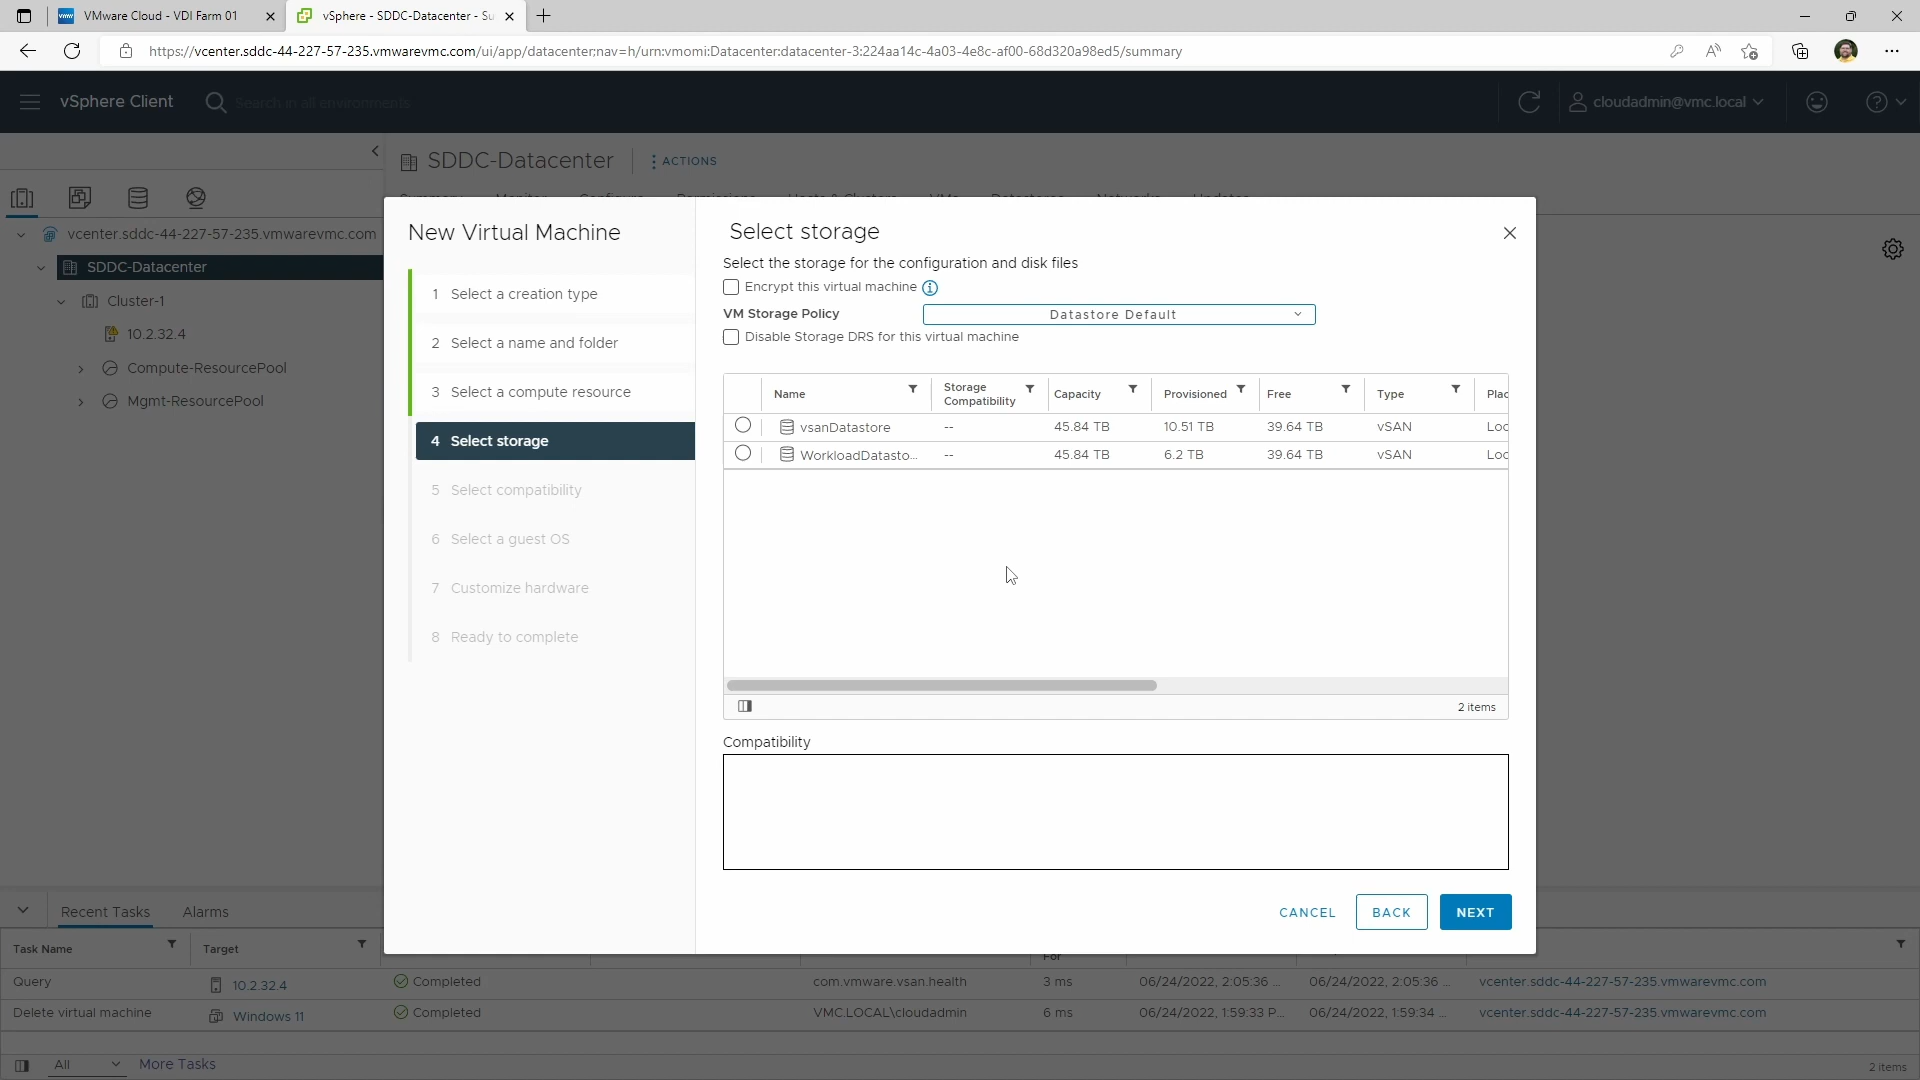 VMware Cloud - VDI Farm 01
vSphere - SDDC-Datacenter - Su
https://vcenter.sddc-44-227-57-235.vmwarevmc.com/ui/app/datacenter;nav=h/urn:vmomi:Datacenter:datacenter-3:224aa14c-4a03-4e8c-af00-68d320a98ed5/summary
vSphere Client
Search in all environments
cloudadmin@vmc.local
SDDC-Datacenter
ACTIONS
vcenter.sddc-44-227-57-235.vmwarevmc.com
SDDC-Datacenter
Cluster-1
10.2.32.4
Compute-ResourcePool
Mgmt-ResourcePool
New Virtual Machine
1 Select a creation type
2 Select a name and folder
3 Select a compute resource
4 Select storage
5 Select compatibility
6 Select a guest OS
7 Customize hardware
8 Ready to complete
Select storage
Select the storage for the configuration and disk files
Encrypt this virtual machine
VM Storage Policy Datastore Default
Disable Storage DRS for this virtual machine
Name Storage Compatibility Capacity Provisioned Free Type Plac
vsanDatastore -- 45.84 TB 10.51 TB 39.64 TB vSAN Loc
WorkloadDatasto... -- 45.84 TB 6.2 TB 39.64 TB vSAN Loc
2 items
Compatibility
CANCEL BACK NEXT
Recent Tasks Alarms
Task Name Target For
Query 10.2.32.4 Completed com.vmware.vsan.health 3 ms 06/24/2022, 2:05:36 ... 06/24/2022, 2:05:36 ... vcenter.sddc-44-227-57-235.vmwarevmc.com
Delete virtual machine Windows 11 Completed VMC.LOCAL\cloudadmin 6 ms 06/24/2022, 1:59:33 P... 06/24/2022, 1:59:34 ... vcenter.sddc-44-227-57-235.vmwarevmc.com
All More Tasks 2 items